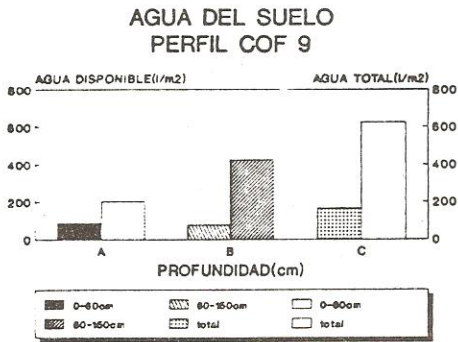 AGUA DEL SUELO
PERFIL COF 9
AGUA DISPONIBLE(l/m2) AGUA TOTAL(l/m2)
800 800
600 600
400 400
200 200
0 0
A B C
PROFUNDIDAD(cm)
0-60cm 60-150cm 0-60cm
60-150cm total total